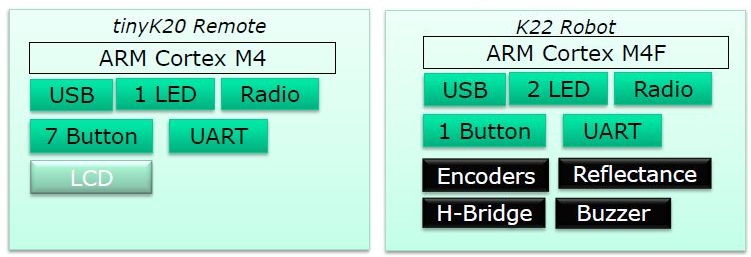 tinyK20 Remote
ARM Cortex M4
USB
1 LED
Radio
7 Button
UART
LCD
K22 Robot
ARM Cortex M4F
USB
2 LED
Radio
1 Button
UART
Encoders
Reflectance
H-Bridge
Buzzer